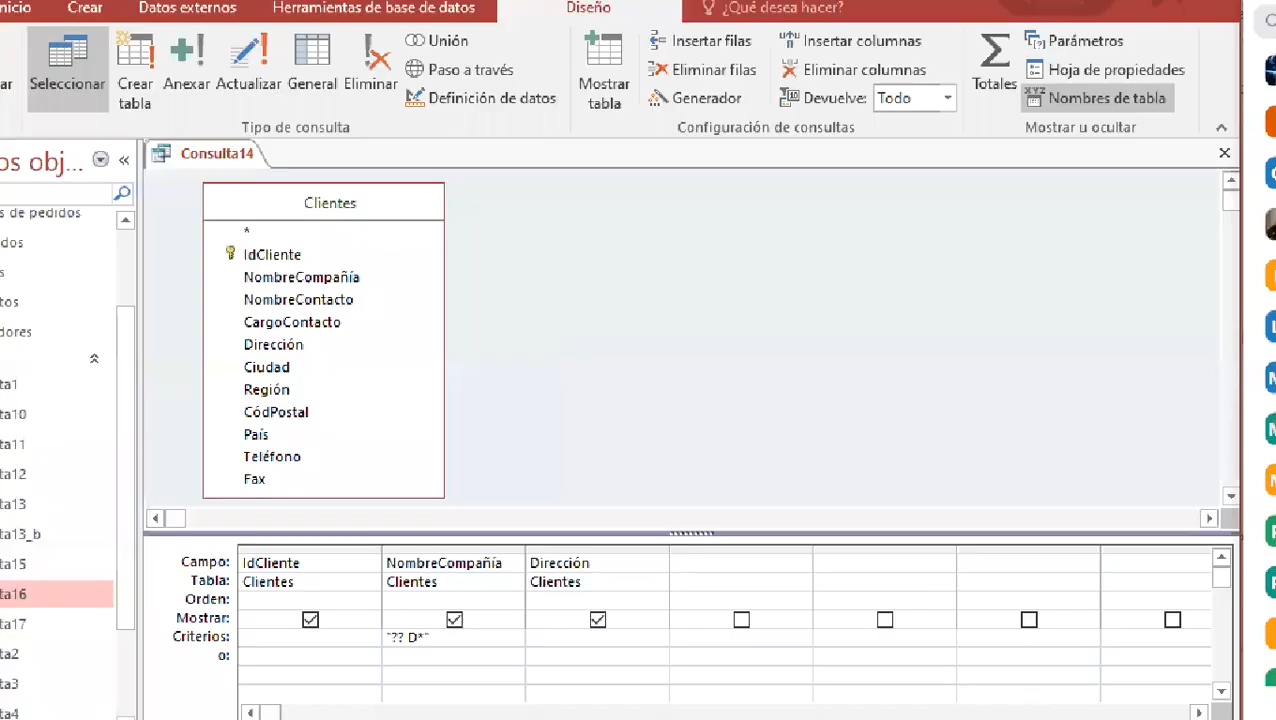 nicio Crear Datos externos Herramientas de base de datos Diseño ¿Qué desea hacer?
ar Seleccionar Crear tabla Anexar Actualizar General Eliminar
Unión
Paso a través
Definición de datos
Tipo de consulta
Mostrar tabla
Insertar filas
Eliminar filas
Generador
Insertar columnas
Eliminar columnas
Devuelve: Todo
Configuración de consultas
Totales
Parámetros
Hoja de propiedades
XYZ Nombres de tabla
Mostrar u ocultar
os obj... «
s de pedidos
dos
s
tos
dores
ta1
ta10
ta11
ta12
ta13
ta13_b
ta15
ta16
ta17
ta2
ta3
ta4
Consulta14
Clientes
*
IdCliente
NombreCompañía
NombreContacto
CargoContacto
Dirección
Ciudad
Región
CódPostal
País
Teléfono
Fax
Campo: IdCliente NombreCompañía Dirección
Tabla: Clientes Clientes Clientes
Orden:
Mostrar:
Criterios: "?? D*"
o: